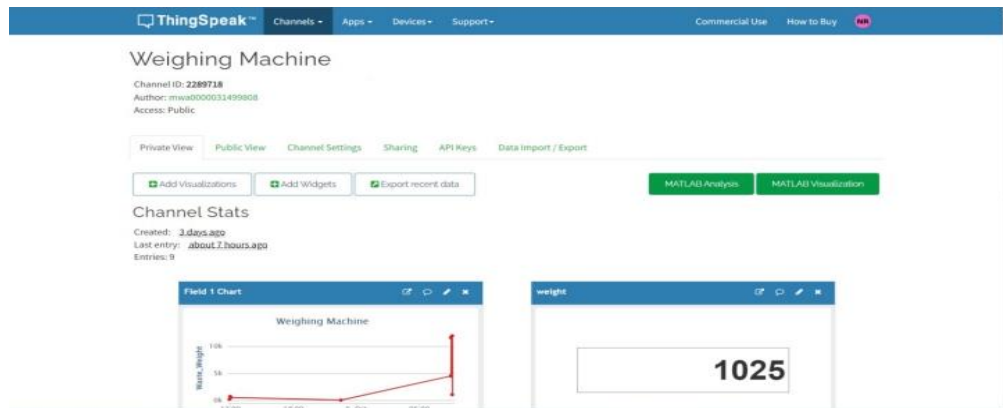 ThingSpeak™ Channels Apps Devices Support Commercial Use How to Buy NR
Weighing Machine
Channel ID: 2289718
Author: mwa0000031499808
Access: Public
Private View Public View Channel Settings Sharing API Keys Data Import / Export
Add Visualizations Add Widgets Export recent data MATLAB Analysis MATLAB Visualization
Channel Stats
Created: 3 days ago
Last entry: about 7 hours ago
Entries: 9
Field 1 Chart
Weighing Machine
Waste_Weight
10k
5k
0k
weight
1025